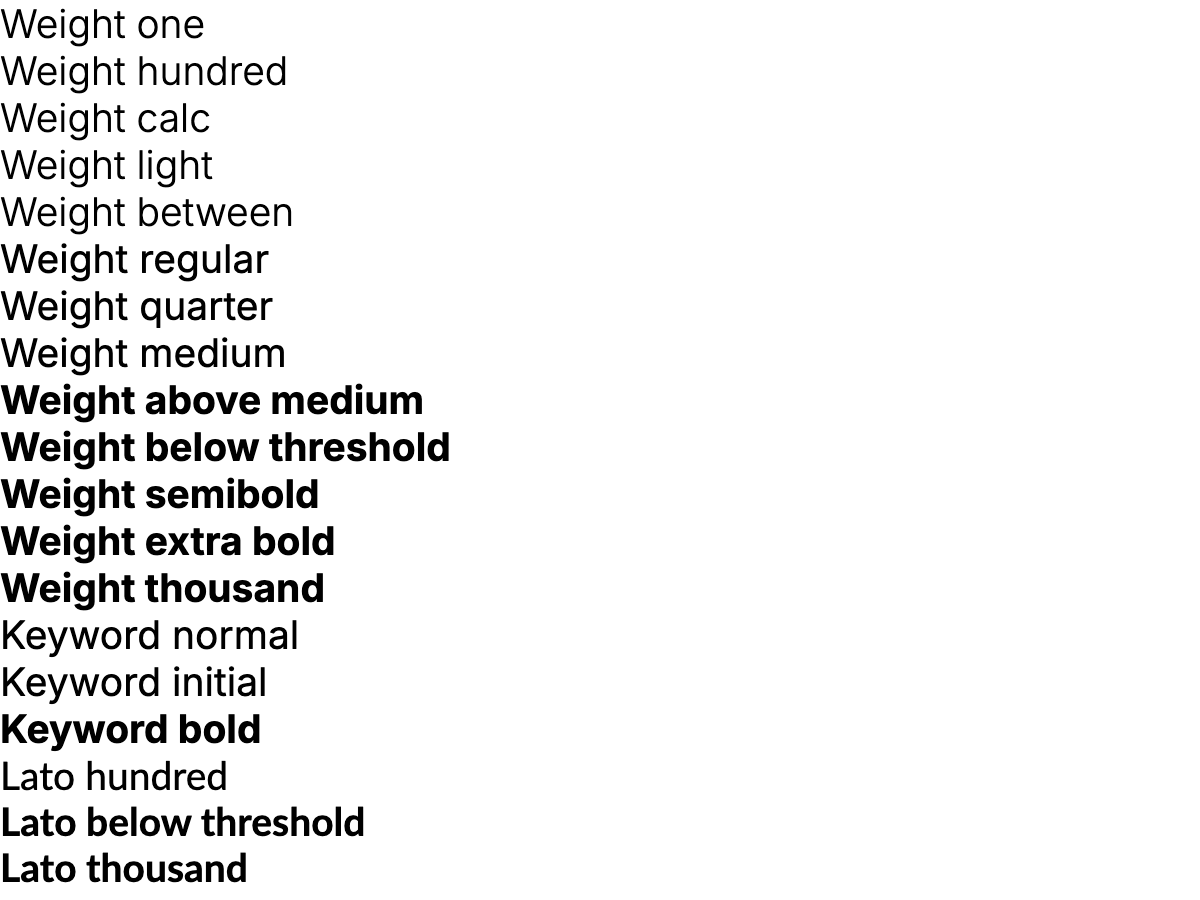 Weight one
Weight hundred
Weight calc
Weight light
Weight between
Weight regular
Weight quarter
Weight medium
Weight above medium
Weight below threshold
Weight semibold
Weight extra bold
Weight thousand
Keyword normal
Keyword initial
Keyword bold
Lato hundred
Lato below threshold
Lato thousand